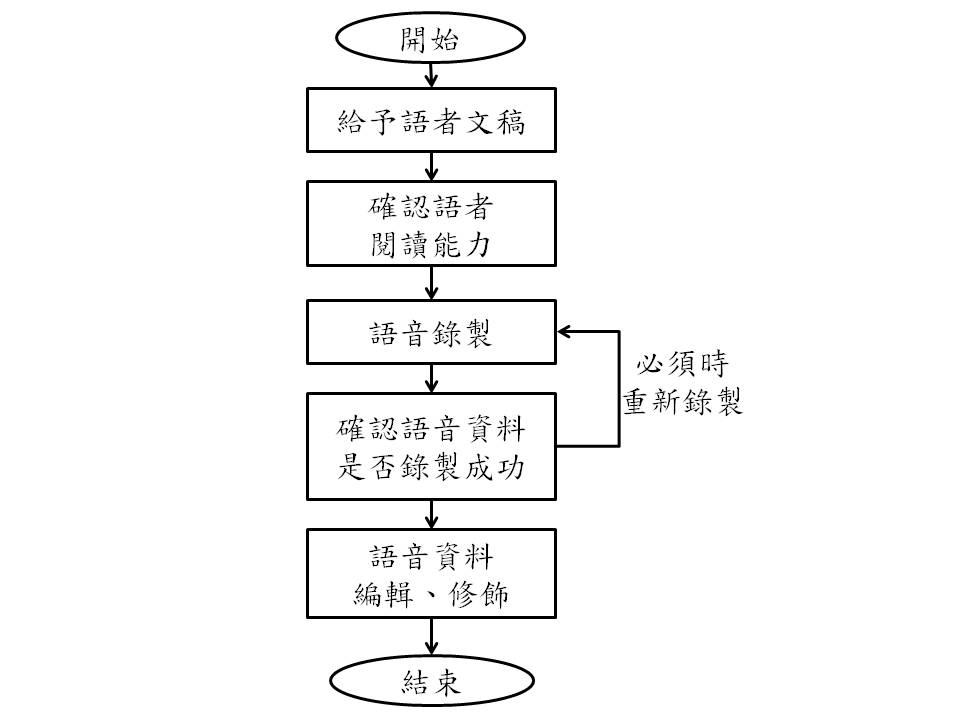 開始
給予語者文稿
確認語者
閱讀能力
語音錄製
必須時
重新錄製
確認語音資料
是否錄製成功
語音資料
編輯、修飾
結束